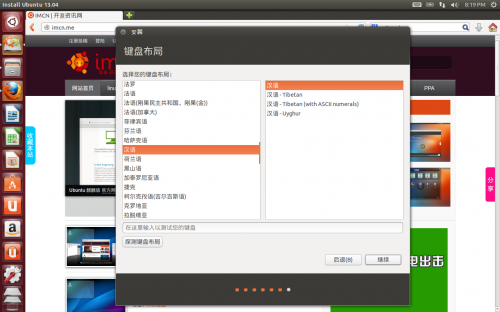 Install Ubuntu 13.04
8:19 PM
IMCN | 开发资讯网
imcn.me
安装
键盘布局
选择您的键盘布局：
法罗
法语
法语(刚果民主共和国，刚果(金))
法语(加拿大)
菲律宾语
芬兰语
哈萨克语
汉语
荷兰语
黑山语
加泰罗尼亚语
捷克
柯尔克孜语(吉尔吉斯语)
克罗地亚
拉脱维亚
汉语
汉语 - Tibetan
汉语 - Tibetan (with ASCII numerals)
汉语 - Uyghur
在这里输入以测试您的键盘
探测键盘布局
后退(B)
继续
网站首页
PPA
收藏本站
分享
电出击